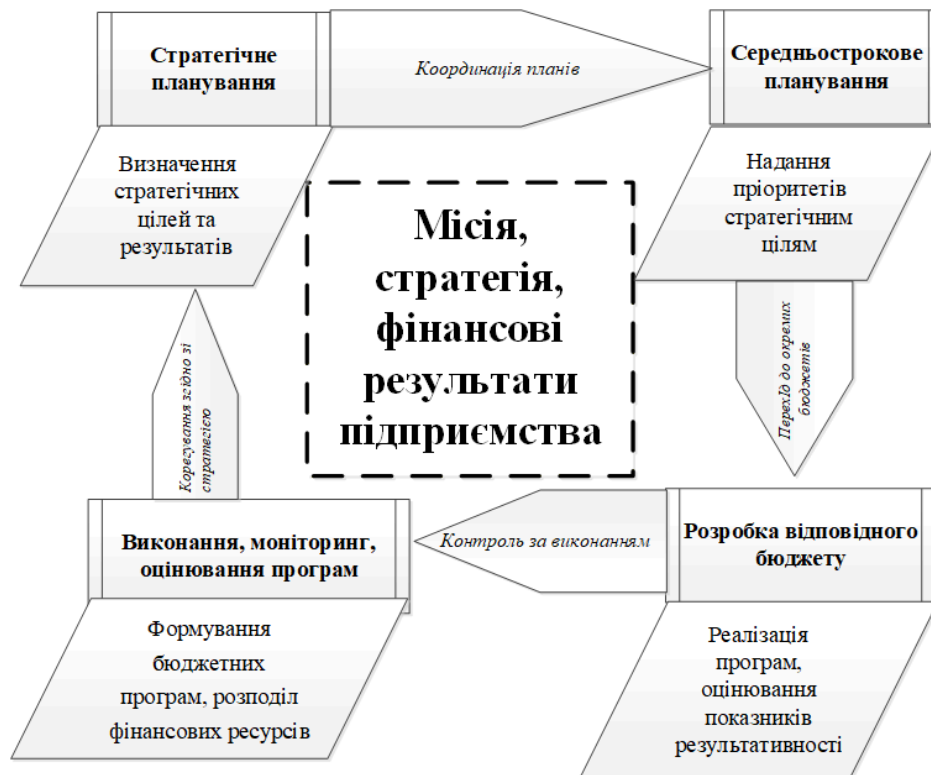 Стратегічне
планування
Координація планів
Середньострокове
планування
Визначення
стратегічних
цілей та
результатів
Надання
пріоритетів
стратегічним
цілям
Місія,
стратегія,
фінансові
результати
підприємства
Корегування згідно зі
стратегією
Перехід до окремих
бюджетів
Виконання, моніторинг,
оцінювання програм
Контроль за виконанням
Розробка відповідного
бюджету
Формування
бюджетних
програм, розподіл
фінансових ресурсів
Реалізація
програм,
оцінювання
показників
результативності